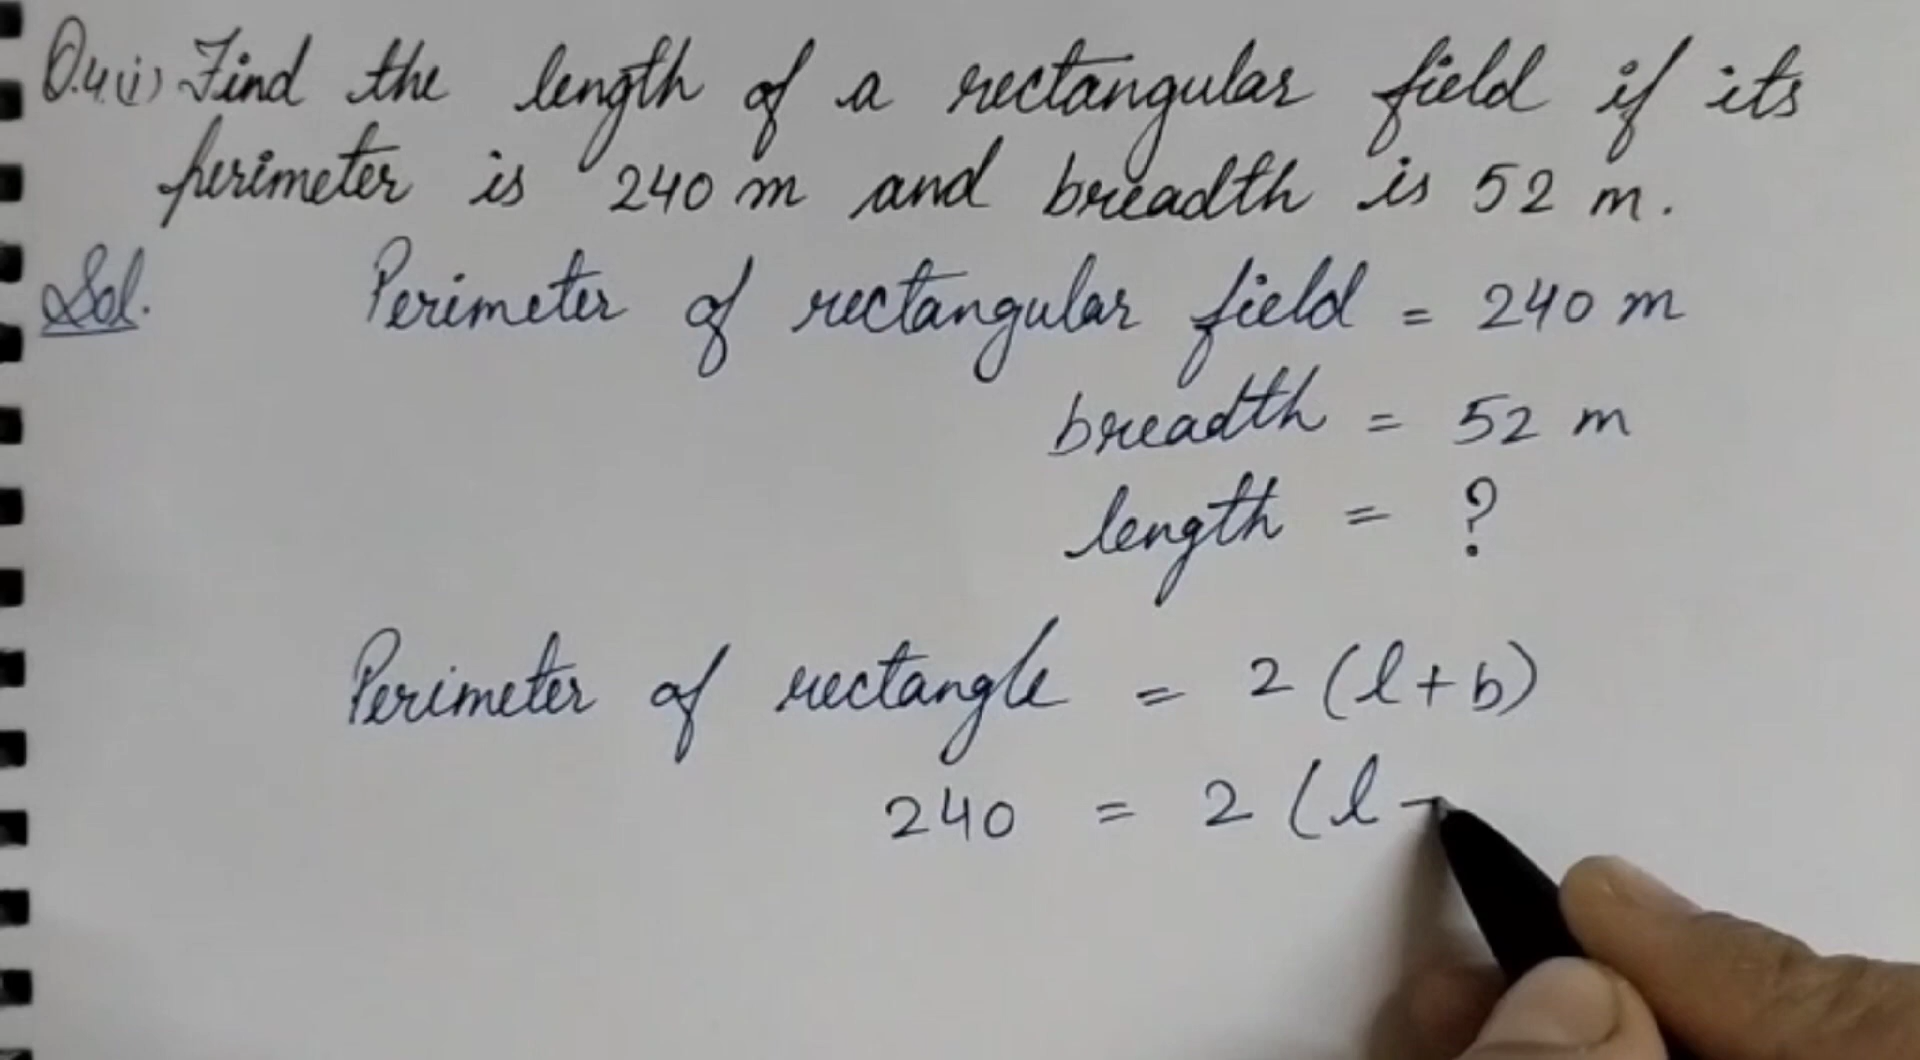 Q.4(i) Find the length of a rectangular field if its
perimeter is 240 m and breadth is 52 m.
Sol. Perimeter of rectangular field = 240 m
breadth = 52 m
length = ?
Perimeter of rectangle = 2 (l+b)
240 = 2 (l -